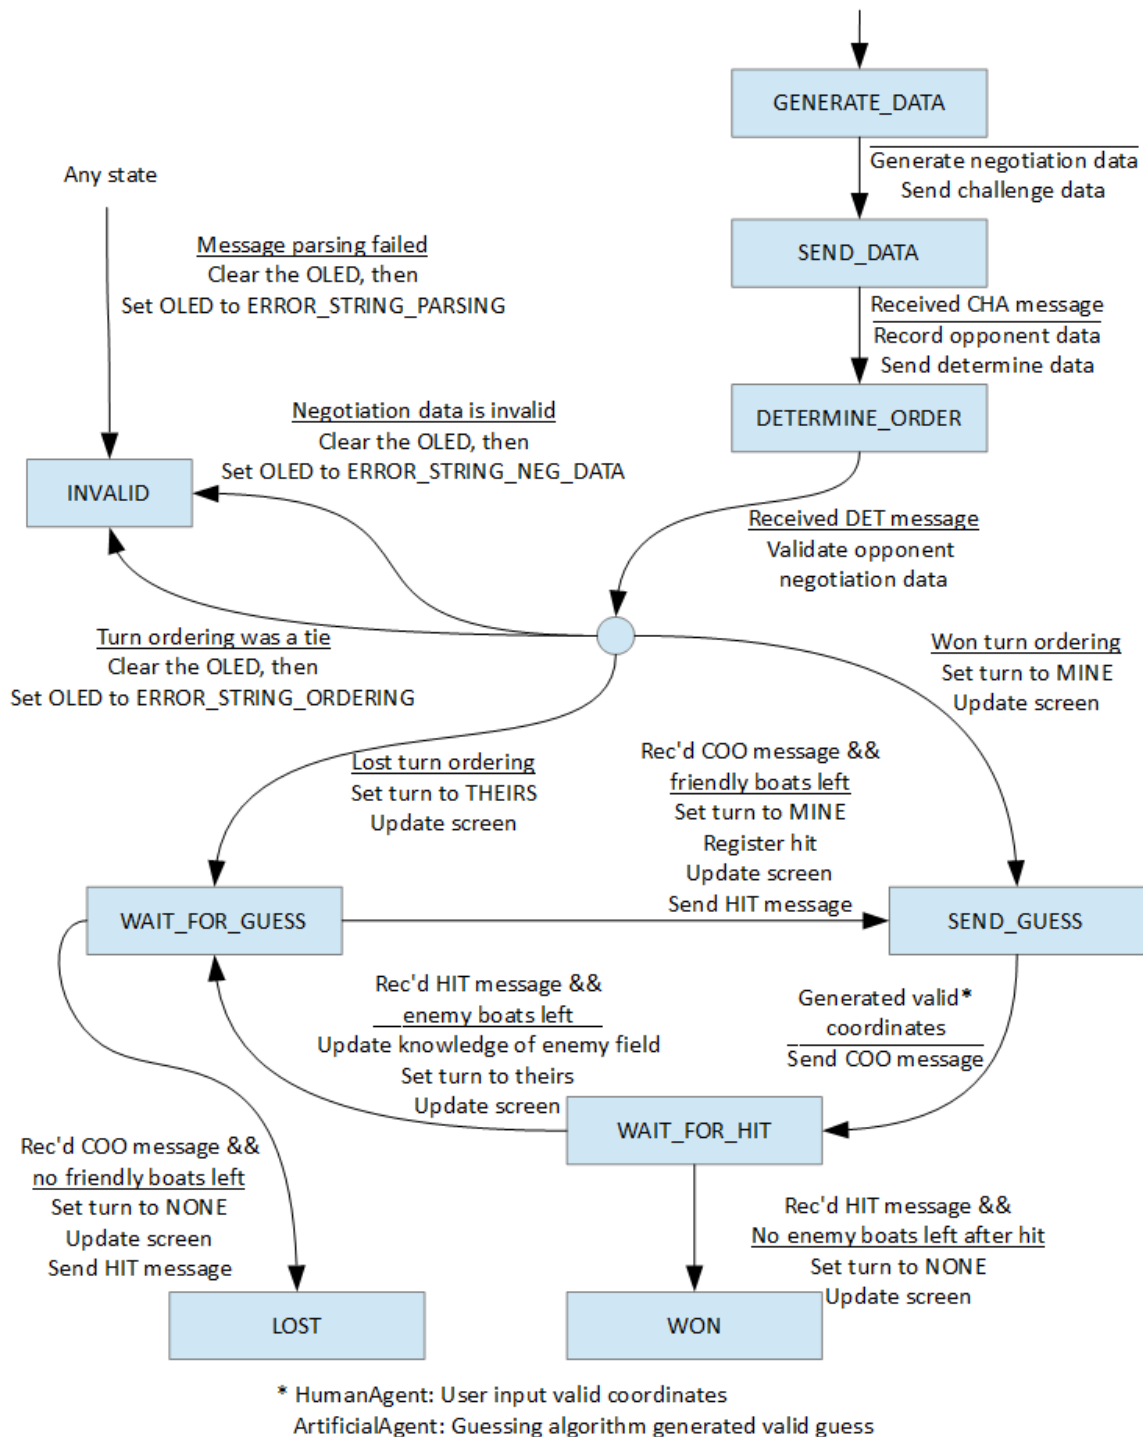 GENERATE_DATA
Generate negotiation data
Send challenge data
Any state
SEND_DATA
Message parsing failed
Clear the OLED, then
Set OLED to ERROR_STRING_PARSING
Received CHA message
Record opponent data
Send determine data
DETERMINE_ORDER
Negotiation data is invalid
Clear the OLED, then
Set OLED to ERROR_STRING_NEG_DATA
INVALID
Received DET message
Validate opponent
negotiation data
Turn ordering was a tie
Clear the OLED, then
Set OLED to ERROR_STRING_ORDERING
Won turn ordering
Set turn to MINE
Update screen
Lost turn ordering
Set turn to THEIRS
Update screen
Rec'd COO message &&
friendly boats left
Set turn to MINE
Register hit
Update screen
Send HIT message
WAIT_FOR_GUESS
SEND_GUESS
Rec'd HIT message &&
enemy boats left
Update knowledge of enemy field
Set turn to theirs
Update screen
Generated valid*
coordinates
Send COO message
WAIT_FOR_HIT
Rec'd COO message &&
no friendly boats left
Set turn to NONE
Update screen
Send HIT message
Rec'd HIT message &&
No enemy boats left after hit
Set turn to NONE
Update screen
LOST
WON
* HumanAgent: User input valid coordinates
ArtificialAgent: Guessing algorithm generated valid guess